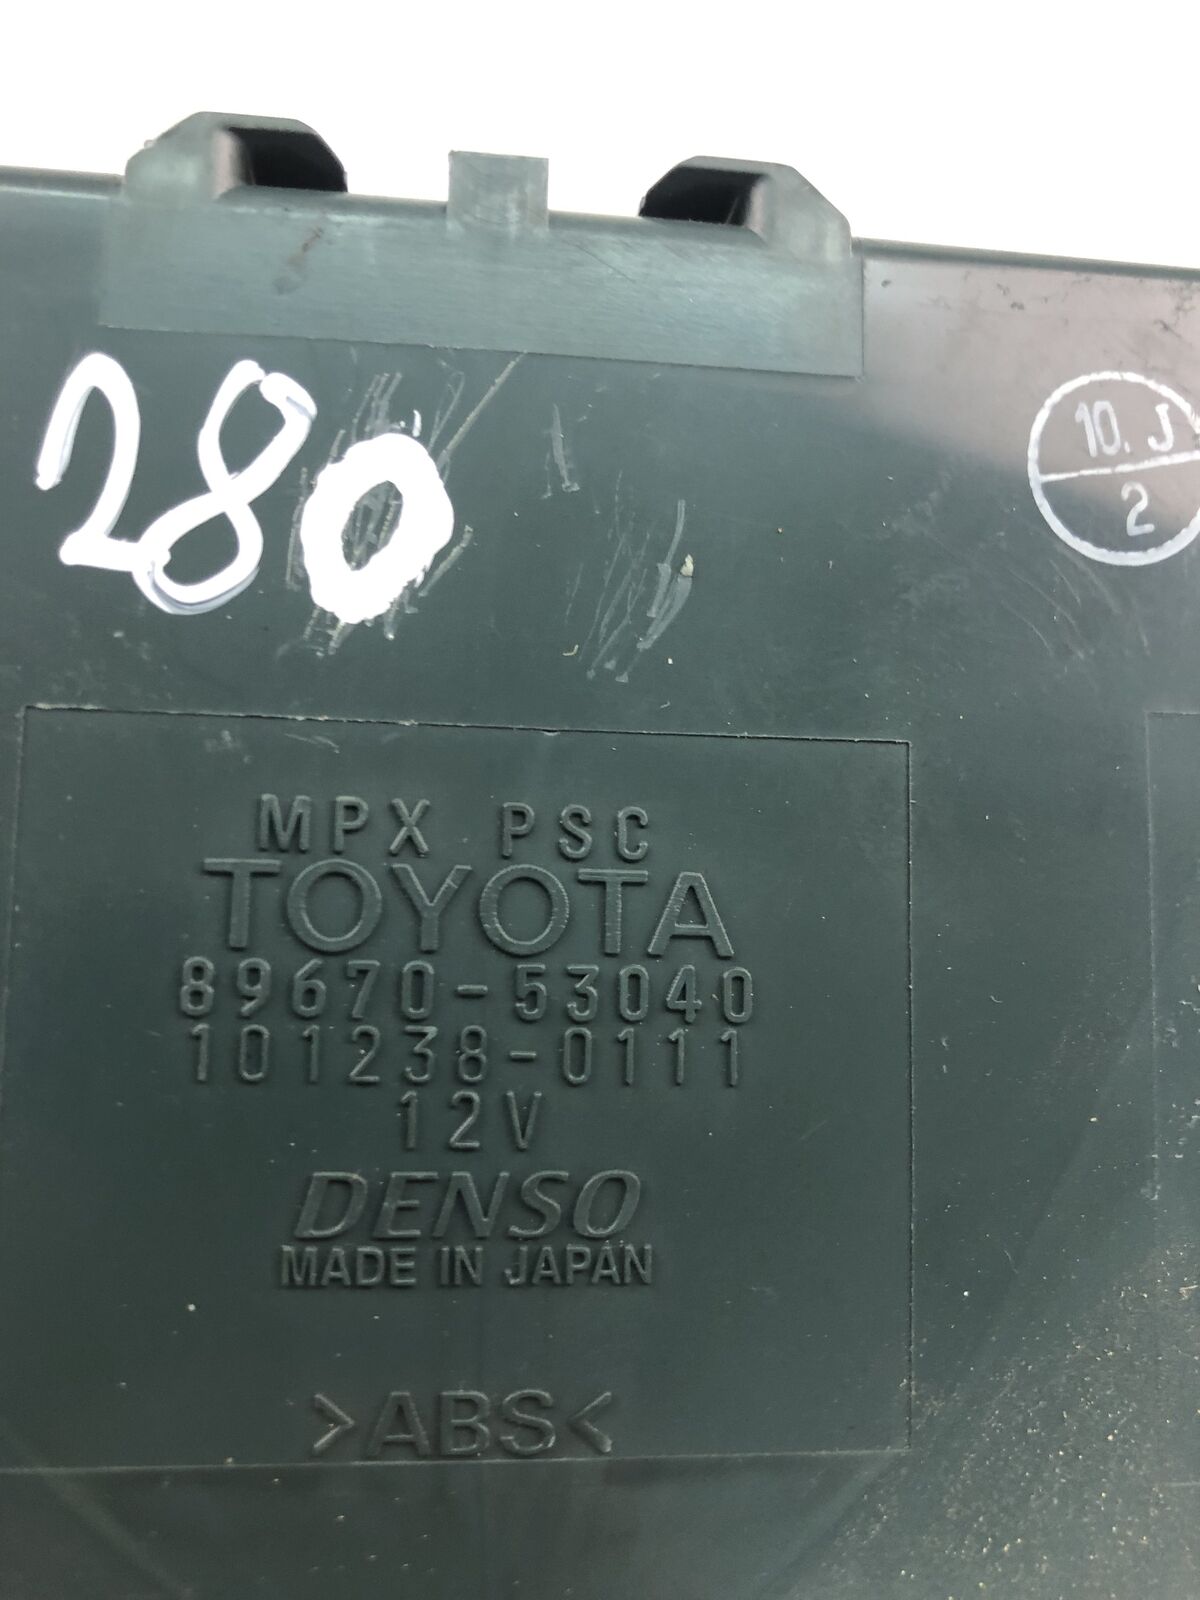 280
10. J
2
MPX PSC
TOYOTA
89670-53040
101238-0111
12V
DENSO
MADE IN JAPAN
>ABS<